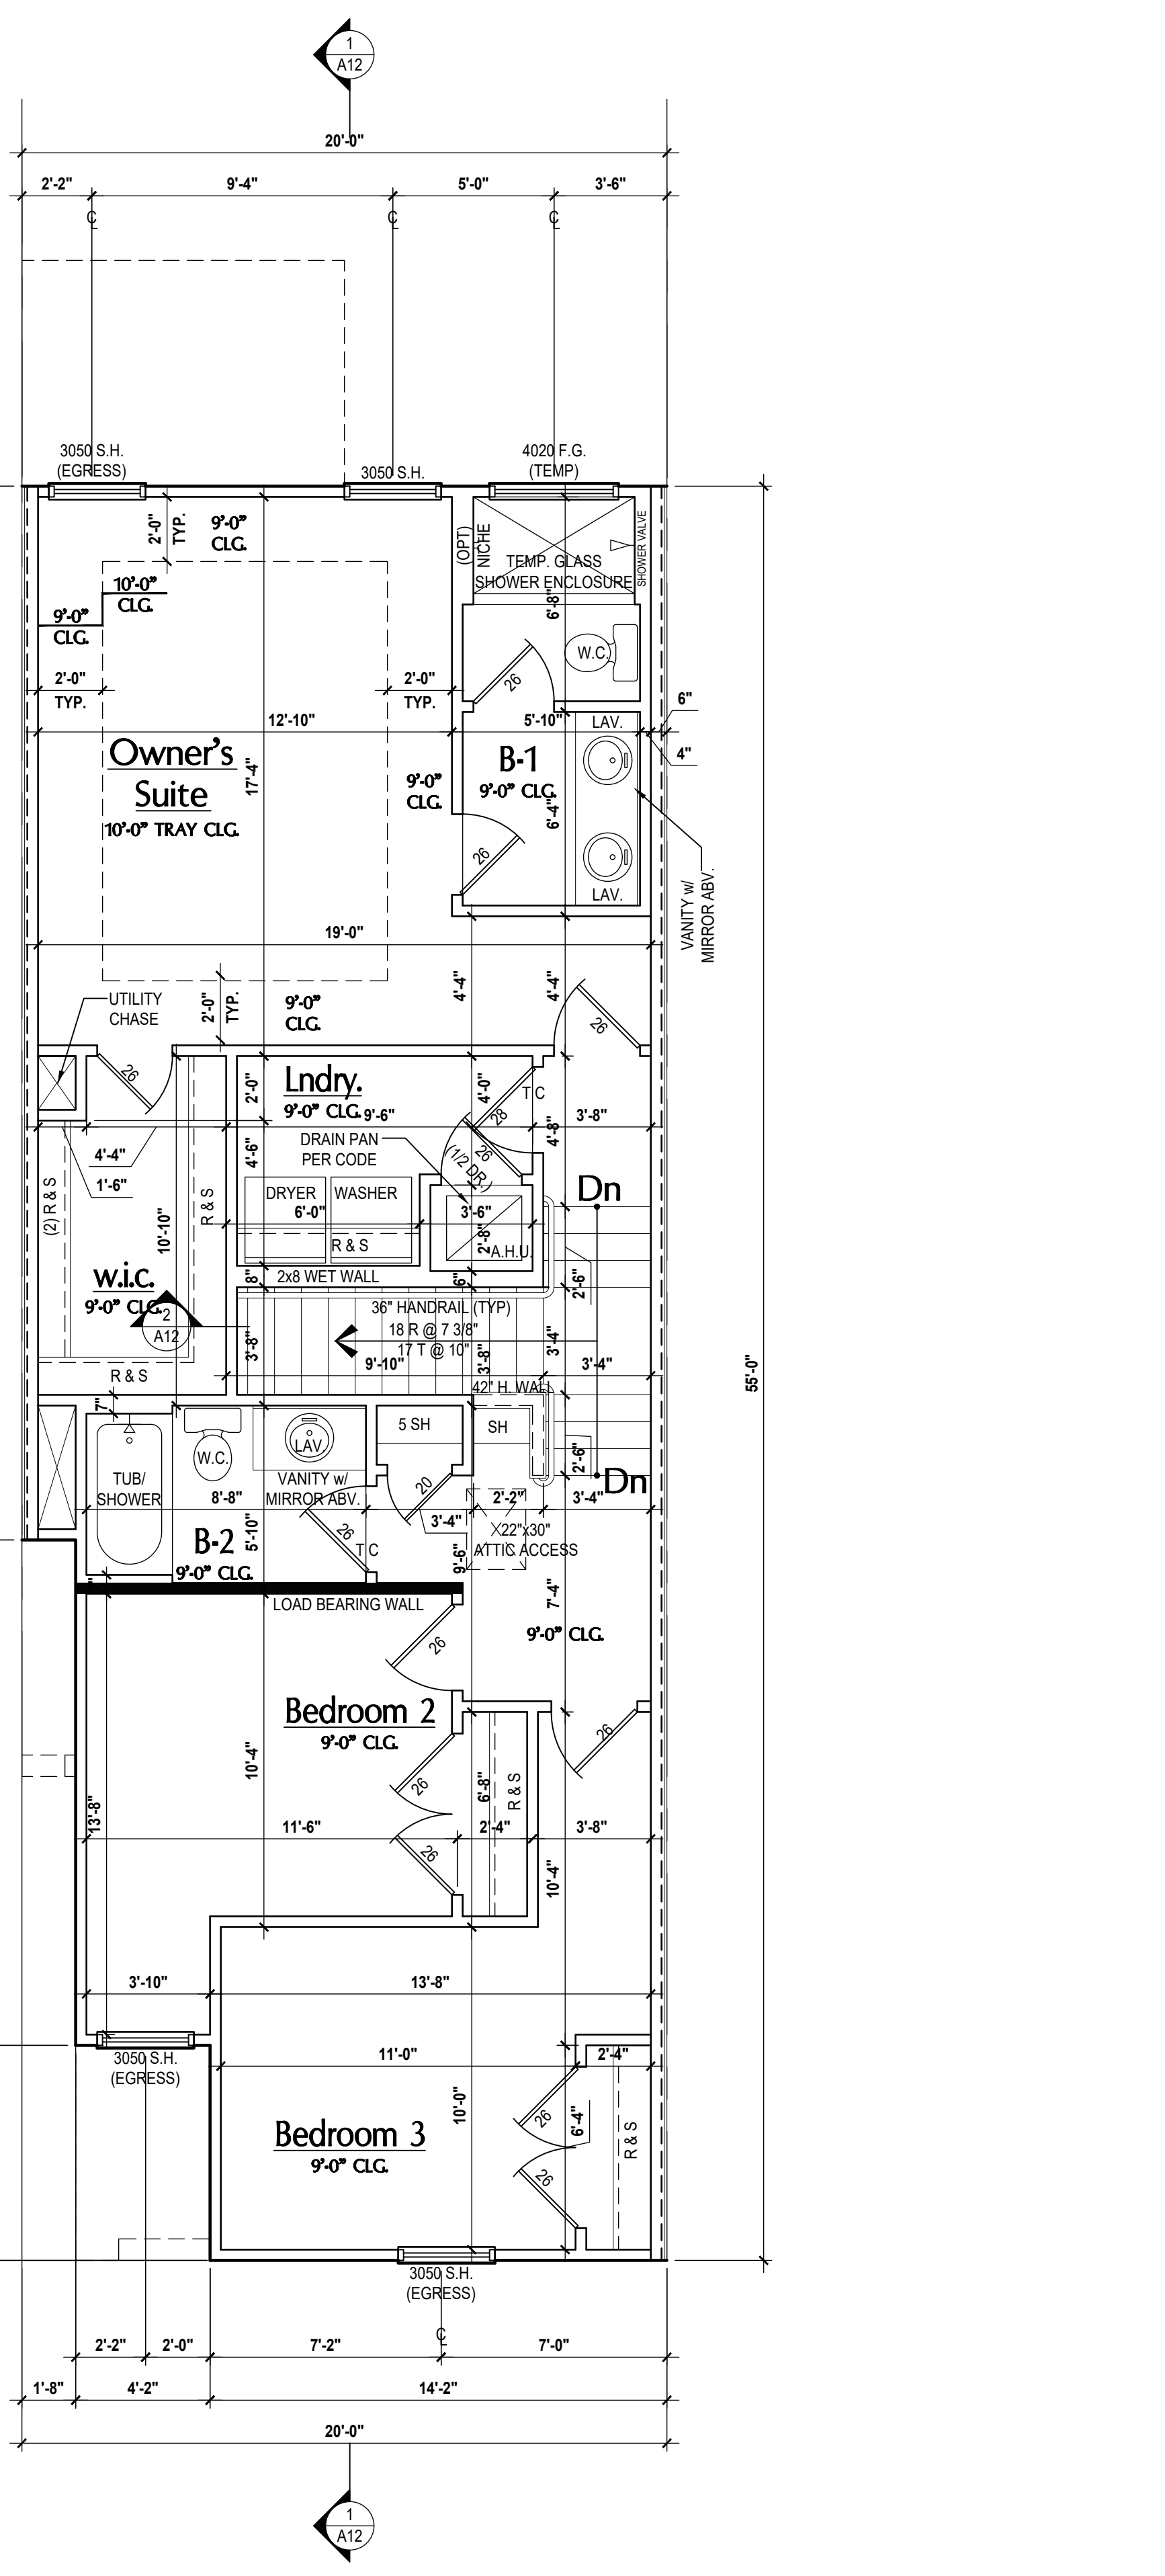 1
A12
20'-0"
2'-2"
9'-4"
5'-0"
3'-6"
℄
℄
℄
3050 S.H.
(EGRESS)
3050 S.H.
4020 F.G.
(TEMP)
2'-0"
TYP.
9'-0"
CLG.
(OPT)
NICHE
TEMP. GLASS
SHOWER ENCLOSURE
SHOWER VALVE
10'-0"
CLG.
9'-0"
CLG.
6'-8"
W.C.
26
2'-0"
TYP.
2'-0"
TYP.
6"
12'-10"
5'-10"
LAV.
4"
Owner's
Suite
10'-0" TRAY CLG.
17'-4"
9'-0"
CLG.
B-1
9'-0" CLG.
6'-4"
26
LAV.
VANITY w/
MIRROR ABV.
19'-0"
4'-4"
4'-4"
UTILITY
CHASE
2'-0"
TYP.
9'-0"
CLG.
26
26
2'-0"
Lndry.
9'-0" CLG.
9'-6"
4'-0"
T C
28
3'-8"
4'-8"
DRAIN PAN
PER CODE
26
(1/2 DR.)
4'-4"
1'-6"
4'-6"
(2) R & S
R & S
10'-10"
DRYER
WASHER
6'-0"
3'-6"
R & S
2'-8"
A.H.U.
Dn
w.i.c.
9'-0" CLG.
8"
2x8 WET WALL
6"
2'-6"
2
A12
36" HANDRAIL (TYP)
18 R @ 7 3/8"
17 T @ 10"
3'-8"
9'-10"
3'-8"
3'-4"
3'-4"
R & S
42" H. WALL
7"
5 SH
SH
W.C.
LAV.
2'-6"
Dn
TUB/
SHOWER
VANITY w/
MIRROR ABV.
8'-8"
20
2'-2"
3'-4"
3'-4"
22"x30"
ATTIC ACCESS
B-2
9'-0" CLG.
5'-10"
26
T C
9'-6"
LOAD BEARING WALL
7'-4"
9'-0" CLG.
26
55'-0"
Bedroom 2
9'-0" CLG.
26
10'-4"
26
6'-8"
R & S
13'-8"
11'-6"
2'-4"
3'-8"
26
10'-4"
3'-10"
13'-8"
3050 S.H.
(EGRESS)
11'-0"
2'-4"
10'-0"
26
6'-4"
R & S
Bedroom 3
9'-0" CLG.
26
3050 S.H.
(EGRESS)
℄
2'-2"
2'-0"
7'-2"
7'-0"
1'-8"
4'-2"
14'-2"
20'-0"
1
A12